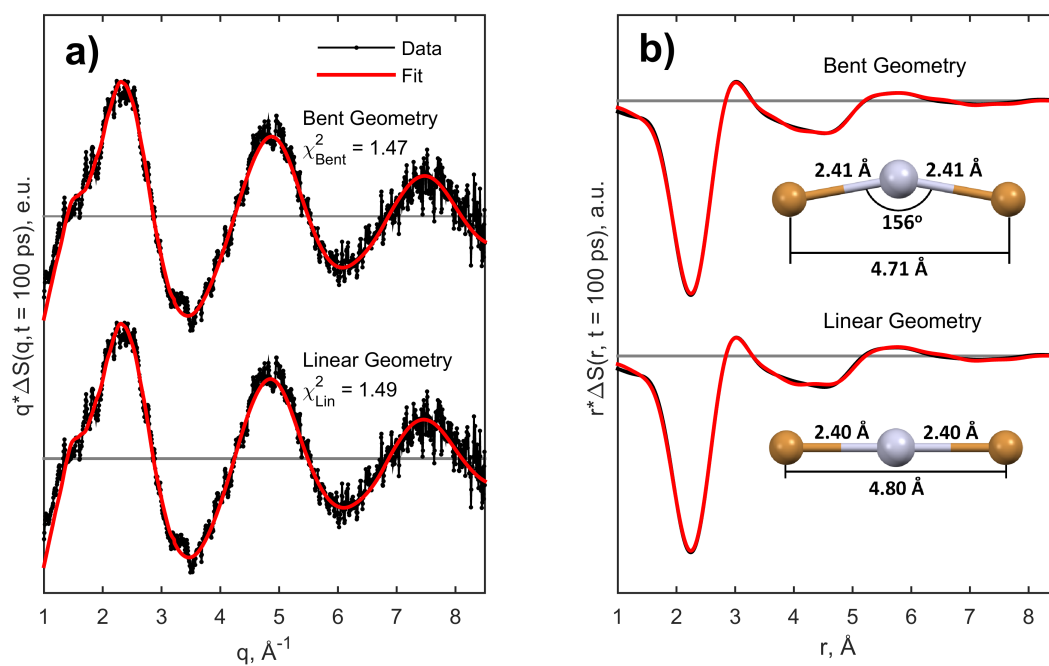 a)
Data
Fit
Bent Geometry
χ²Bent = 1.47
Linear Geometry
χ²Lin = 1.49
q*ΔS(q,t = 100 ps), e.u.
1 2 3 4 5 6 7 8
q, Å-1
b)
Bent Geometry
2.41 Å 2.41 Å
156o
4.71 Å
Linear Geometry
2.40 Å 2.40 Å
4.80 Å
r*ΔS(r, t = 100 ps), a.u.
1 2 3 4 5 6 7 8
r, Å